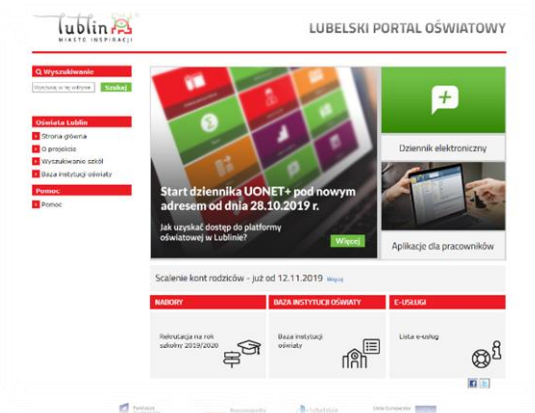 lublin
MIASTO INSPIRACJI
LUBELSKI PORTAL OŚWIATOWY
Wyszukiwanie
Szukaj
Oświata Lublin
Strona główna
O projekcie
Wyszukiwanie szkół
Baza instytucji oświaty
Pomoc
Pomoc
Start dziennika UONET+ pod nowym
adresem od dnia 28.10.2019 r.
Jak uzyskać dostęp do platformy
oświatowej w Lublinie?
Więcej
Dziennik elektroniczny
Aplikacje dla pracowników
Scalenie kont rodziców - już od 12.11.2019 Więcej
NABORY
BAZA INSTYTUCJI OŚWIATY
E-USŁUGI
Rekrutacja na rok
szkolny 2019/2020
Baza instytucji
oświaty
Lista e-usług